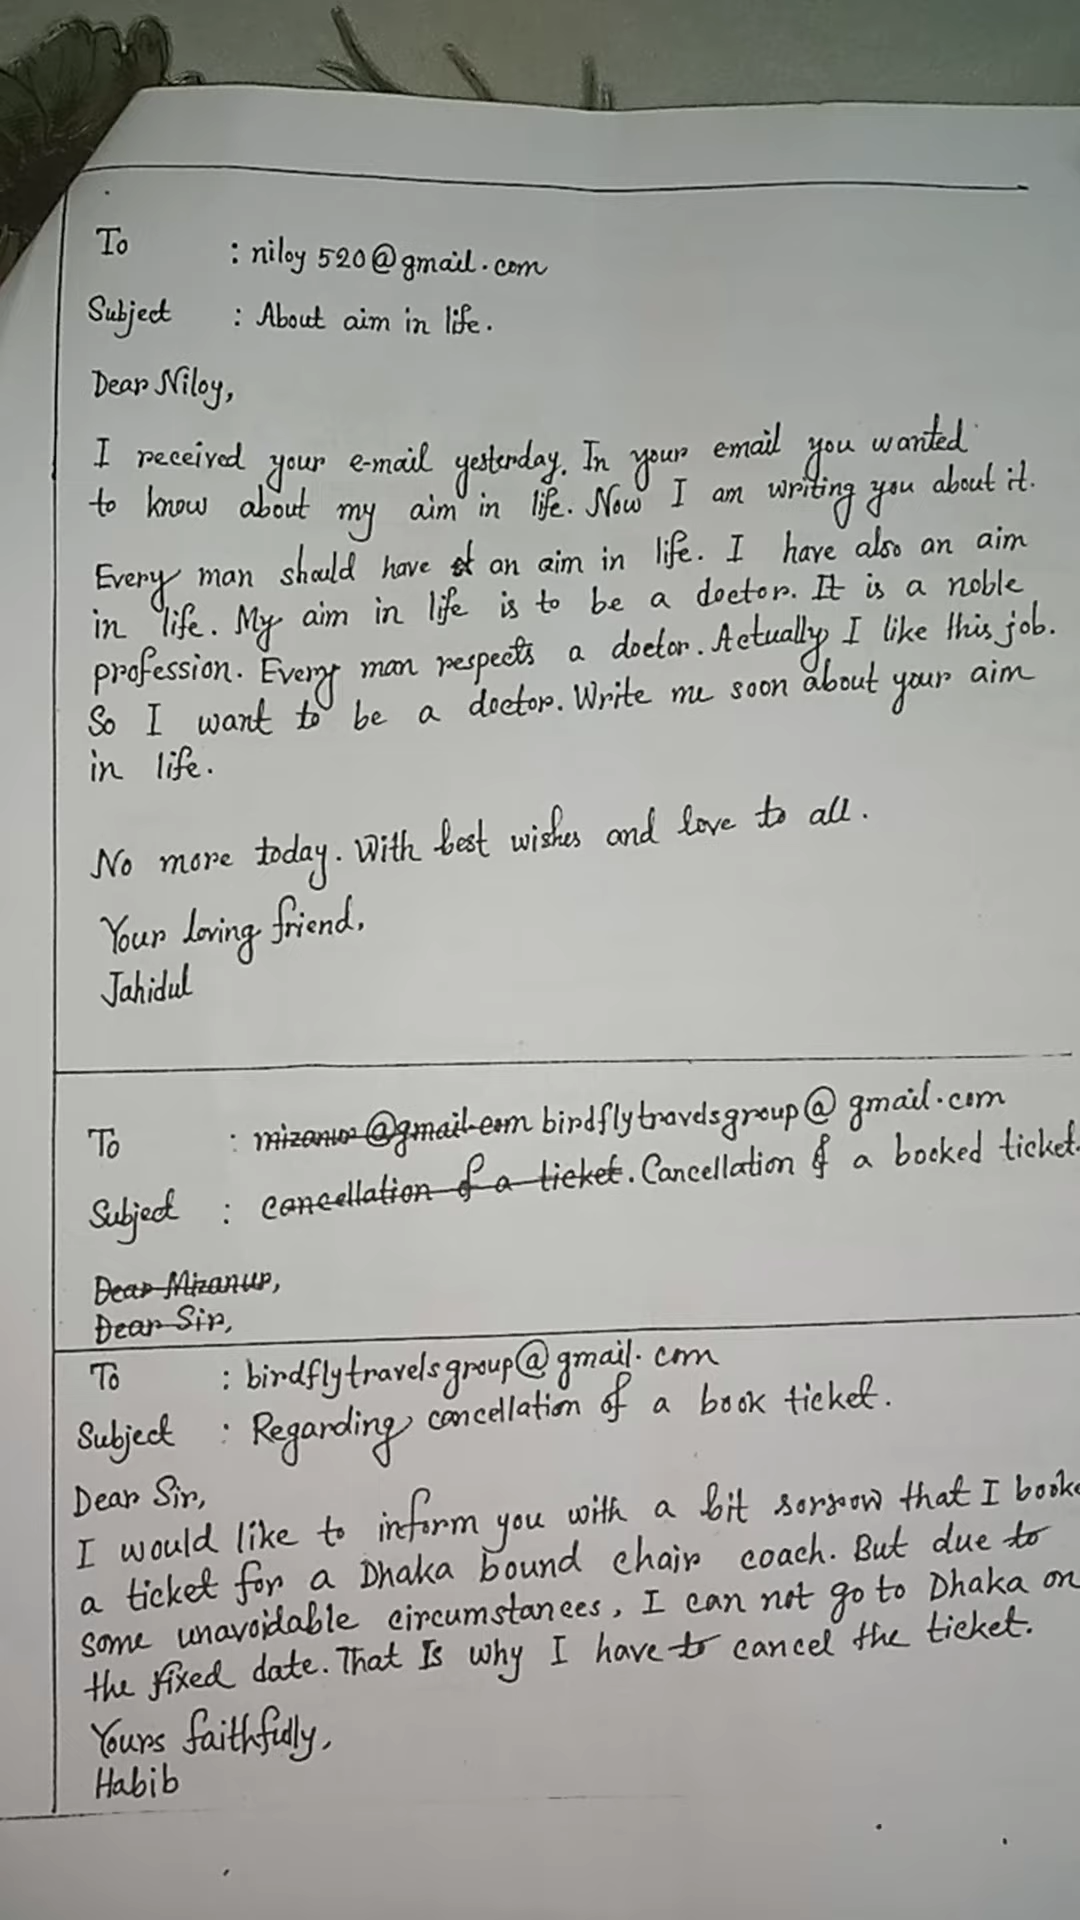 To : niloy 520@gmail.com
Subject : About aim in life.
Dear Niloy,
I received your e-mail yesterday. In your email you wanted
to know about my aim in life. Now I am writing you about it.
Every man should have an aim in life. I have also an aim
in life. My aim in life is to be a doctor. It is a noble
profession. Every man respects a doctor. Actually I like this job.
So I want to be a doctor. Write me soon about your aim
in life.
No more today. With best wishes and love to all.
Your loving friend,
Jahidul
To : mizanur@gmail.com birdflytravelsgroup@gmail.com
Subject : Cancellation of a ticket. Cancellation of a booked ticket.
Dear Mizanur,
Dear Sir,
To : birdflytravelsgroup@gmail.com
Subject : Regarding cancellation of a book ticket.
Dear Sir,
I would like to inform you with a bit sorrow that I booke
a ticket for a Dhaka bound chair coach. But due to
some unavoidable circumstances, I can not go to Dhaka on
the fixed date. That Is why I have to cancel the ticket.
Yours faithfully,
Habib